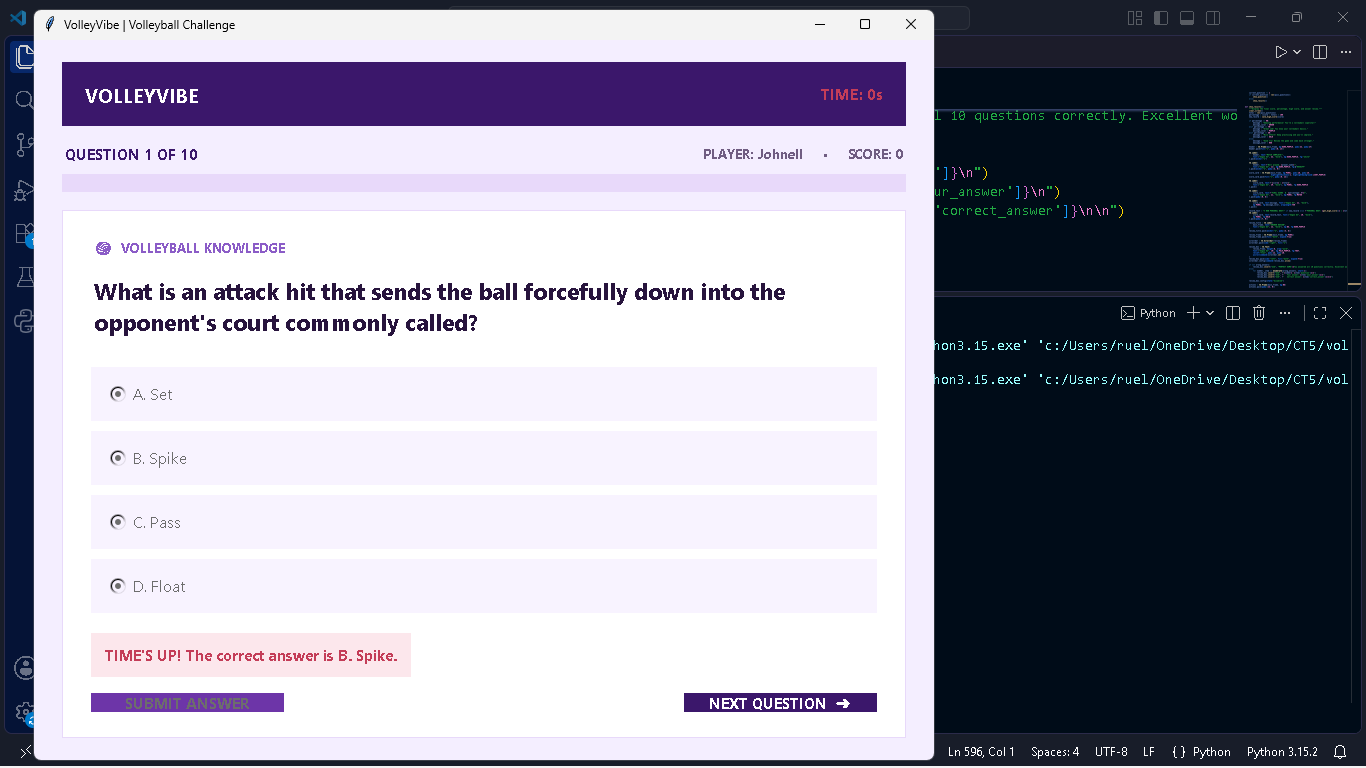 VolleyVibe | Volleyball Challenge
VOLLEYVIBE
TIME: 0s
QUESTION 1 OF 10
PLAYER: Johnell • SCORE: 0
VOLLEYBALL KNOWLEDGE
What is an attack hit that sends the ball forcefully down into the
opponent's court commonly called?
A. Set
B. Spike
C. Pass
D. Float
TIME'S UP! The correct answer is B. Spike.
SUBMIT ANSWER
NEXT QUESTION ➔
l 10 questions correctly. Excellent wo
']}\n")
ur_answer']}\n")
'correct_answer']}\n\n")
Python
hon3.15.exe' 'c:/Users/ruel/OneDrive/Desktop/CT5/vol
hon3.15.exe' 'c:/Users/ruel/OneDrive/Desktop/CT5/vol
Ln 596, Col 1 Spaces: 4 UTF-8 LF {} Python Python 3.15.2